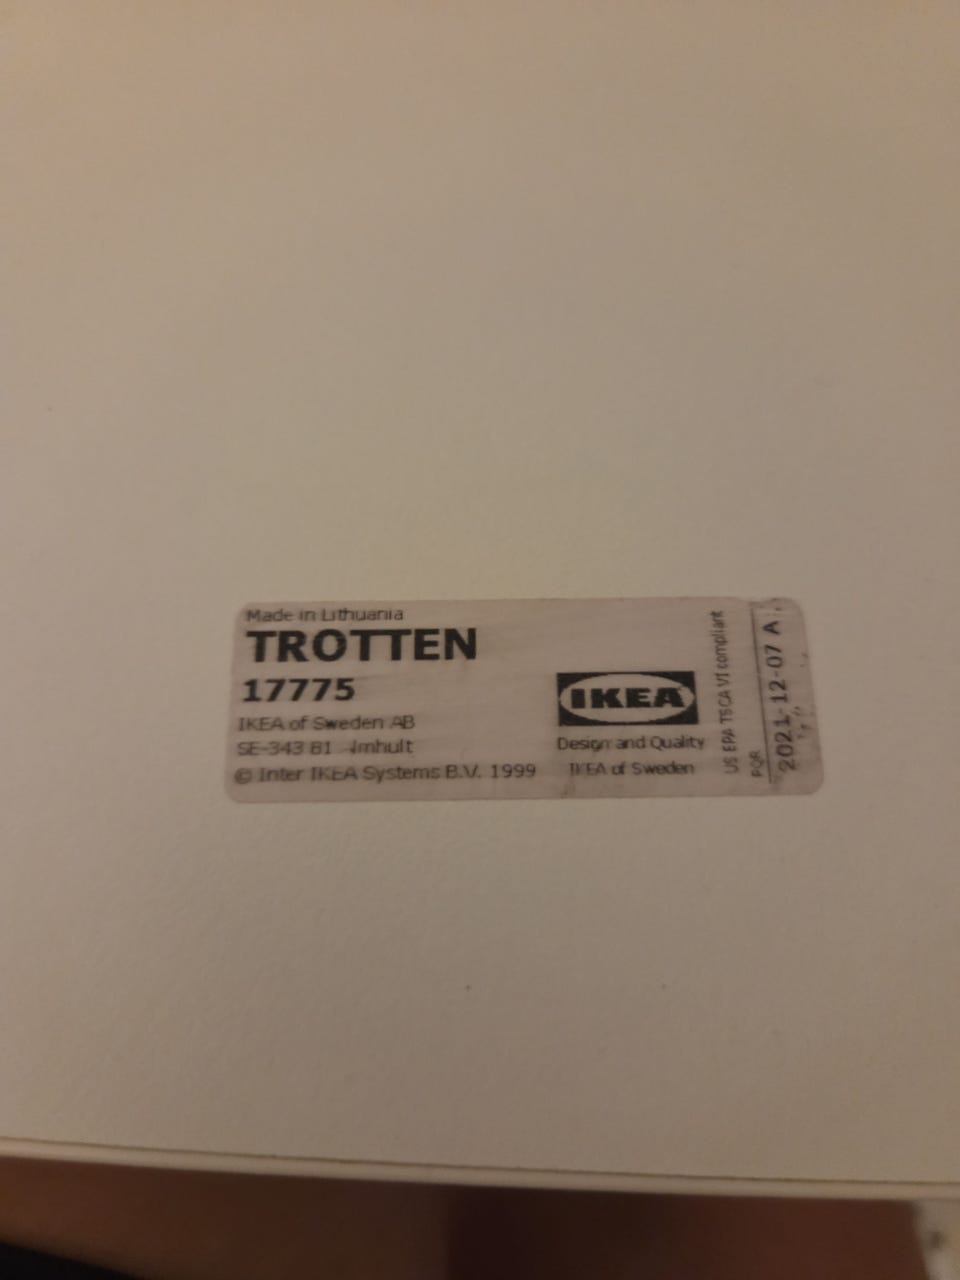 Made in Lithuania
TROTTEN
17775
IKEA of Sweden AB
SE-343 81
© Inter IKEA Systems B.V. 1999
IKEA
Design and Quality
IKEA of Sweden
US EPA TSCA VI compliant
PQR
2021-12-07 A